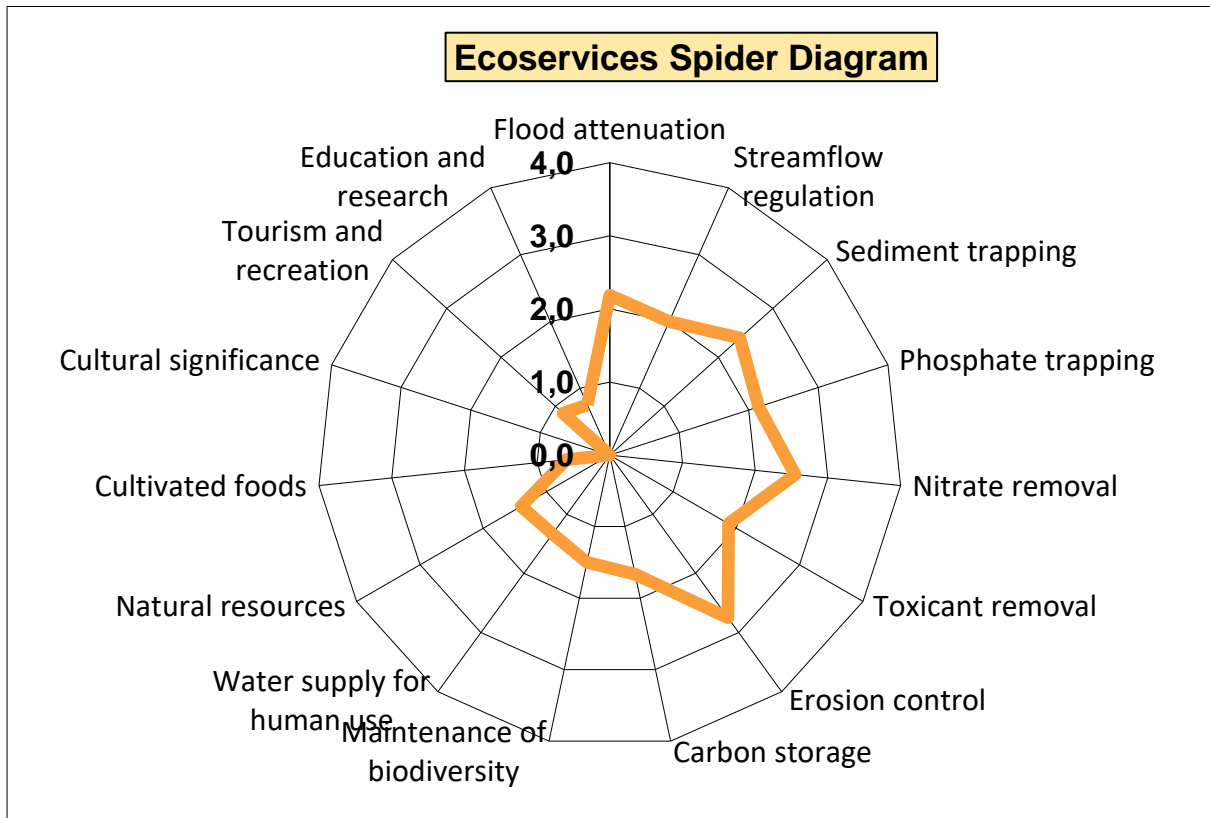 Ecoservices Spider Diagram
Flood attenuation
Streamflow
regulation
Sediment trapping
Phosphate trapping
Nitrate removal
Toxicant removal
Erosion control
Carbon storage
Maintenance of
biodiversity
Water supply for
human use
Natural resources
Cultivated foods
Cultural significance
Tourism and
recreation
Education and
research
4,0
3,0
2,0
1,0
0,0